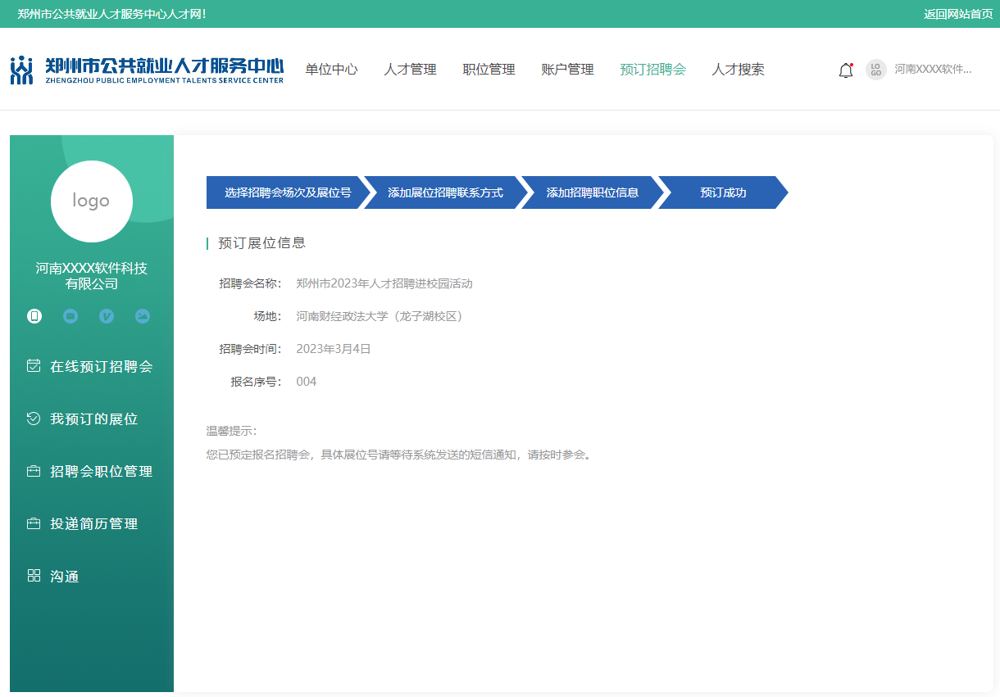 郑州市公共就业人才服务中心人才网!
返回网站首页
郑州市公共就业人才服务中心
ZHENGZHOU PUBLIC EMPLOYMENT TALENTS SERVICE CENTER
单位中心 人才管理 职位管理 账户管理 预订招聘会 人才搜索
LO
GO
河南XXXX软件...
logo
河南XXXX软件科技
有限公司
在线预订招聘会
我预订的展位
招聘会职位管理
投递简历管理
沟通
选择招聘会场次及展位号 添加展位招聘联系方式 添加招聘职位信息 预订成功
预订展位信息
招聘会名称： 郑州市2023年人才招聘进校园活动
场地： 河南财经政法大学（龙子湖校区）
招聘会时间： 2023年3月4日
报名序号： 004
温馨提示：
您已预定报名招聘会，具体展位号请等待系统发送的短信通知，请按时参会。